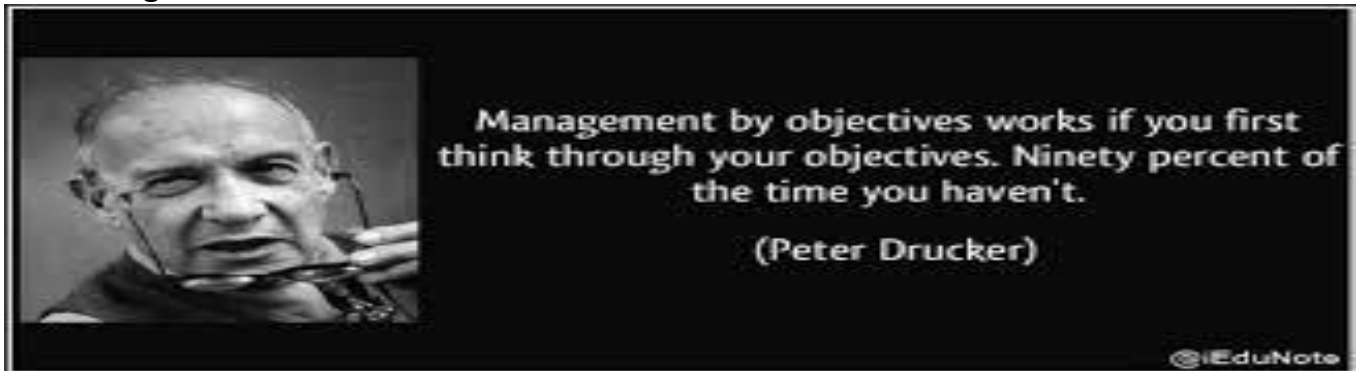 Management by objectives works if you first
think through your objectives. Ninety percent of
the time you haven't.
(Peter Drucker)
@iEduNote